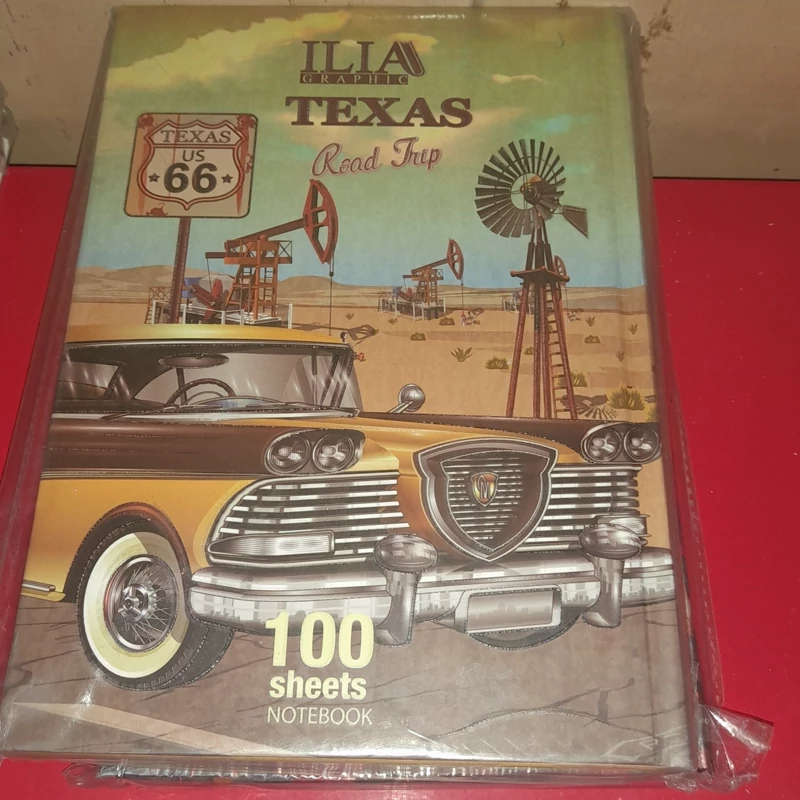 ILIA
GRAPHIC
TEXAS
Road Trip
TEXAS
US
66
100
sheets
NOTEBOOK